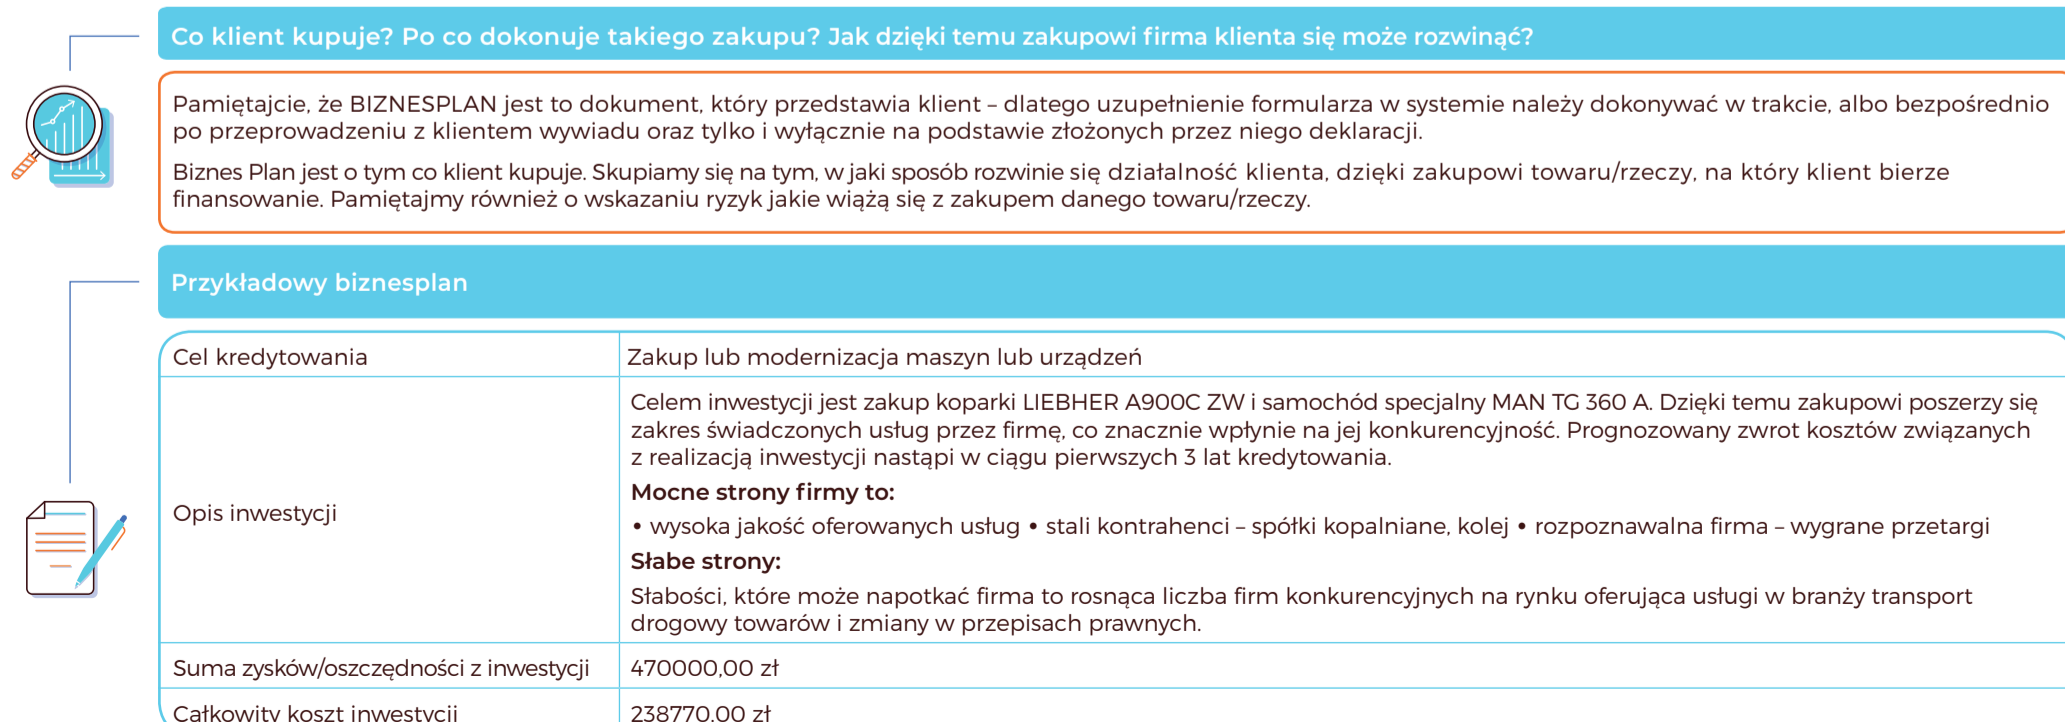 Co klient kupuje? Po co dokonuje takiego zakupu? Jak dzięki temu zakupowi firma klienta się może rozwinąć?
Pamiętajcie, że BIZNESPLAN jest to dokument, który przedstawia klient – dlatego uzupełnienie formularza w systemie należy dokonywać w trakcie, albo bezpośrednio
po przeprowadzeniu z klientem wywiadu oraz tylko i wyłącznie na podstawie złożonych przez niego deklaracji.
Biznes Plan jest o tym co klient kupuje. Skupiamy się na tym, w jaki sposób rozwinie się działalność klienta, dzięki zakupowi towaru/rzeczy, na który klient bierze
finansowanie. Pamiętajmy również o wskazaniu ryzyk jakie wiążą się z zakupem danego towaru/rzeczy.
Przykładowy biznesplan
Cel kredytowania
Zakup lub modernizacja maszyn lub urządzeń
Opis inwestycji
Celem inwestycji jest zakup koparki LIEBHER A900C ZW i samochód specjalny MAN TG 360 A. Dzięki temu zakupowi poszerzy się
zakres świadczonych usług przez firmę, co znacznie wpłynie na jej konkurencyjność. Prognozowany zwrot kosztów związanych
z realizacją inwestycji nastąpi w ciągu pierwszych 3 lat kredytowania.
Mocne strony firmy to:
• wysoka jakość oferowanych usług • stali kontrahenci – spółki kopalniane, kolej • rozpoznawalna firma – wygrane przetargi
Słabe strony:
Słabości, które może napotkać firma to rosnąca liczba firm konkurencyjnych na rynku oferująca usługi w branży transport
drogowy towarów i zmiany w przepisach prawnych.
Suma zysków/oszczędności z inwestycji
470000,00 zł
Całkowity koszt inwestycji
238770,00 zł